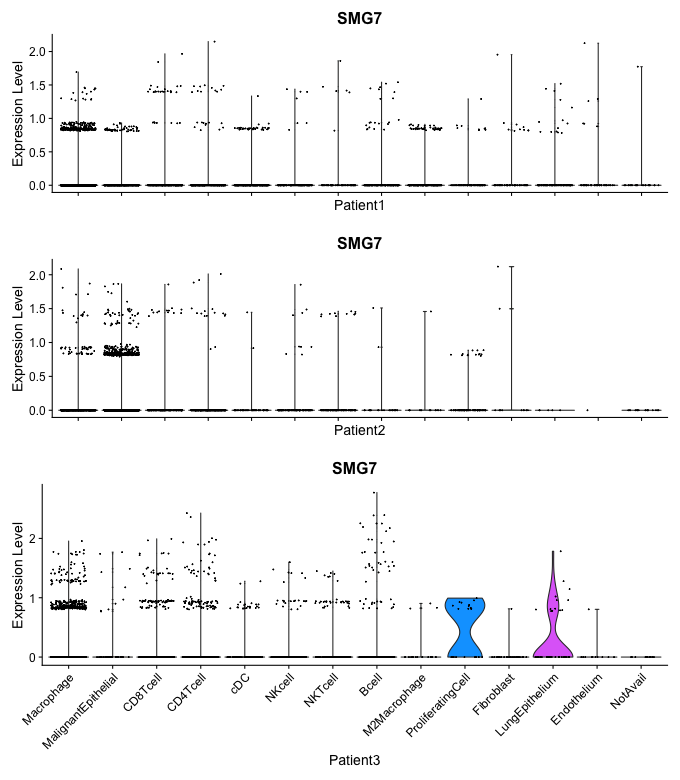 SMG7
Expression Level
2.0
1.5
1.0
0.5
0.0
Patient1
SMG7
Expression Level
2.0
1.5
1.0
0.5
0.0
Patient2
SMG7
Expression Level
2
1
0
Macrophage
MalignantEpithelial
CD8Tcell
CD4Tcell
cDC
NKcell
NKTcell
Bcell
M2Macrophage
ProliferatingCell
Fibroblast
LungEpithelium
Endothelium
NotAvail
Patient3